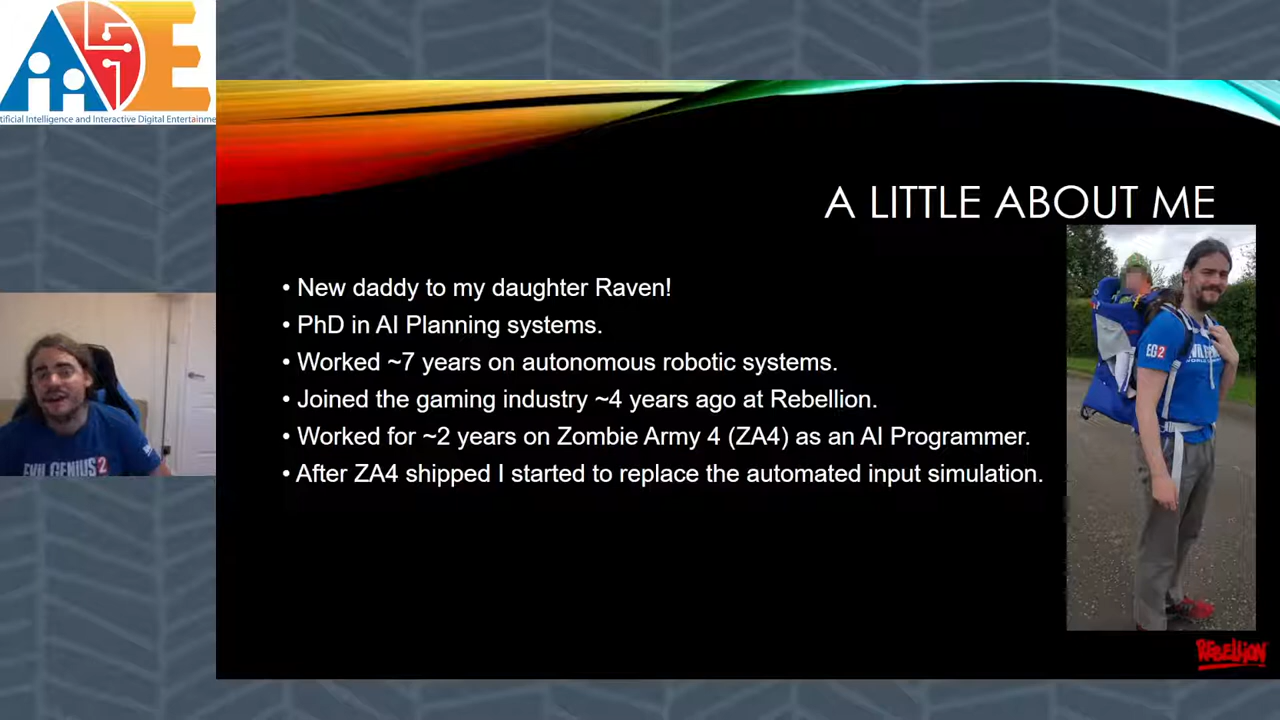 tificial Intelligence and Interactive Digital Entertainme
A LITTLE ABOUT ME
• New daddy to my daughter Raven!
• PhD in AI Planning systems.
• Worked ~7 years on autonomous robotic systems.
• Joined the gaming industry ~4 years ago at Rebellion.
• Worked for ~2 years on Zombie Army 4 (ZA4) as an AI Programmer.
• After ZA4 shipped I started to replace the automated input simulation.
EVIL GENIUS 2
EG2
EVIL GENIUS
REBELLION